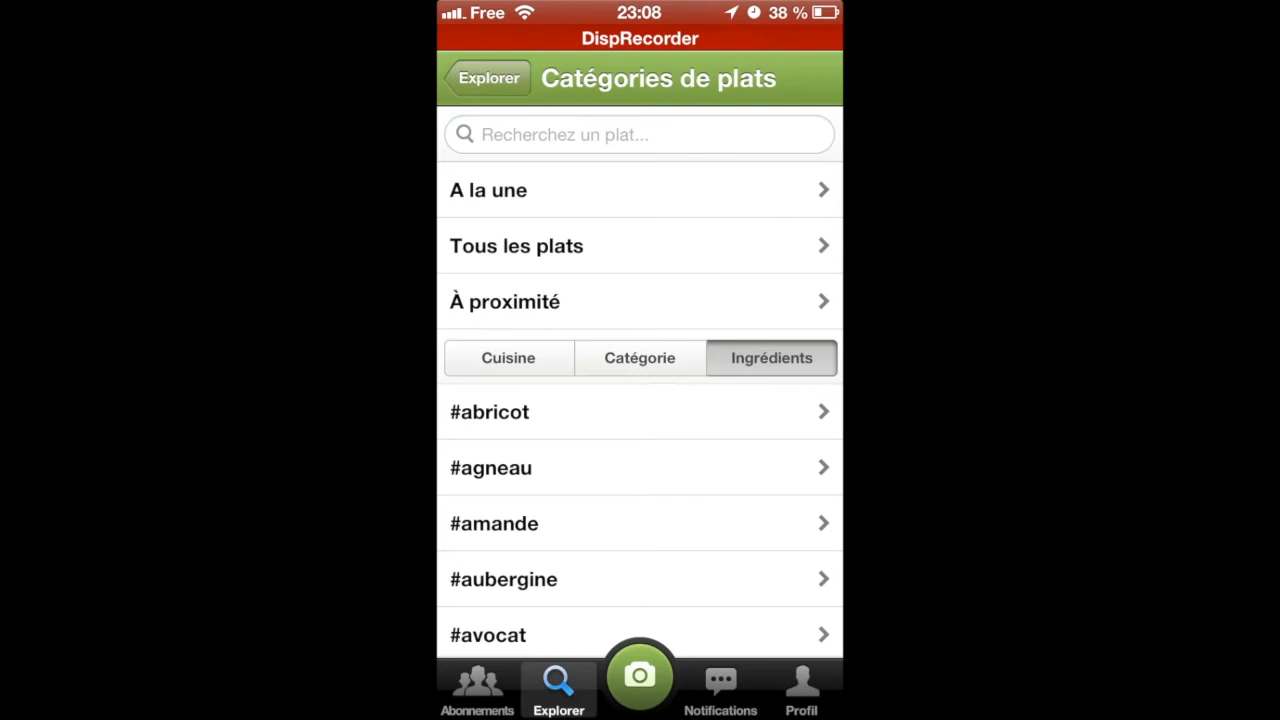 Free 23:08 38 %
DispRecorder
Explorer Catégories de plats
Recherchez un plat...
A la une
Tous les plats
À proximité
Cuisine Catégorie Ingrédients
#abricot
#agneau
#amande
#aubergine
#avocat
Abonnements Explorer Notifications Profil